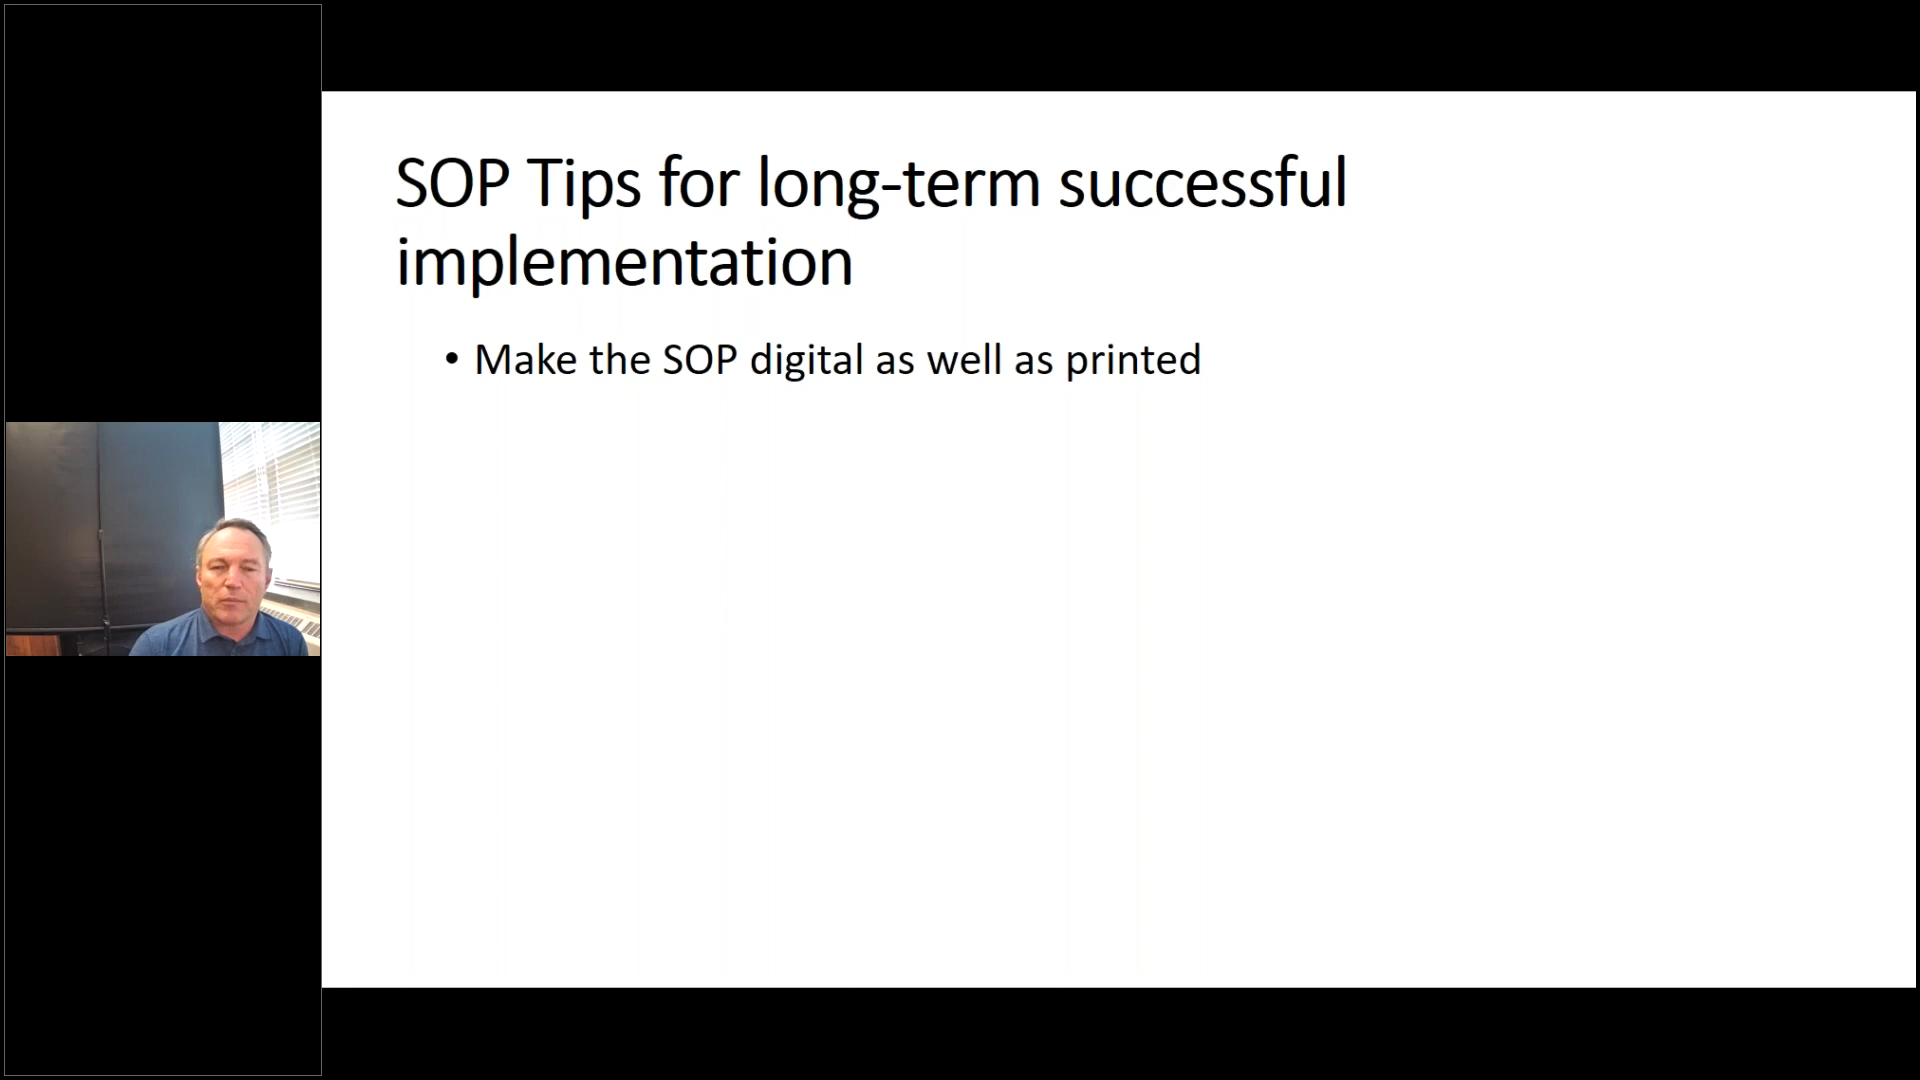 SOP Tips for long-term successful
implementation
• Make the SOP digital as well as printed